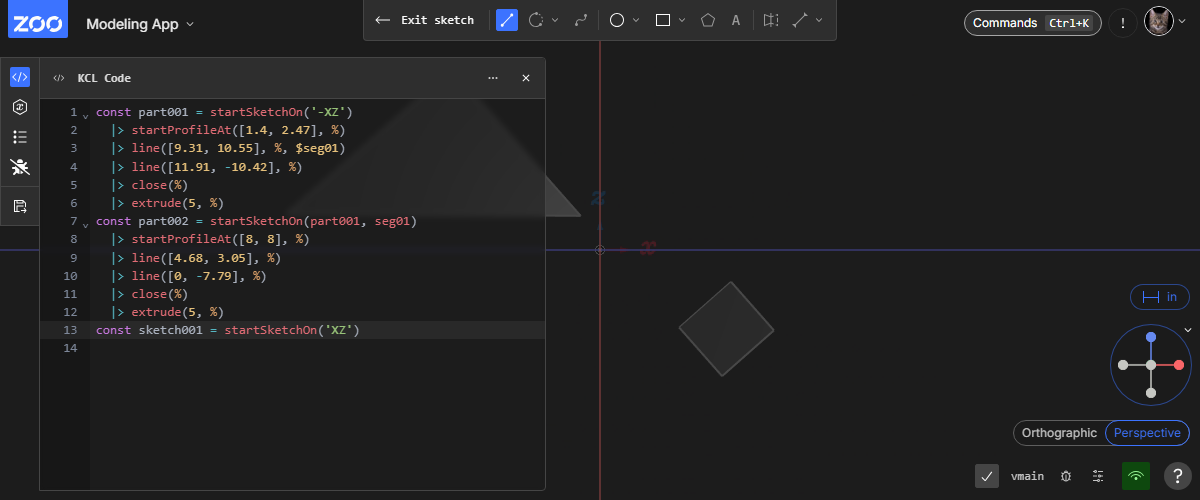 ZOO Modeling App
Exit sketch
A
Commands Ctrl+K
!
KCL Code
1 const part001 = startSketchOn('-XZ')
2 |> startProfileAt([1.4, 2.47], %)
3 |> line([9.31, 10.55], %, $seg01)
4 |> line([11.91, -10.42], %)
5 |> close(%)
6 |> extrude(5, %)
7 const part002 = startSketchOn(part001, seg01)
8 |> startProfileAt([8, 8], %)
9 |> line([4.68, 3.05], %)
10 |> line([0, -7.79], %)
11 |> close(%)
12 |> extrude(5, %)
13 const sketch001 = startSketchOn('XZ')
14
z
x
in
Orthographic Perspective
vmain
?